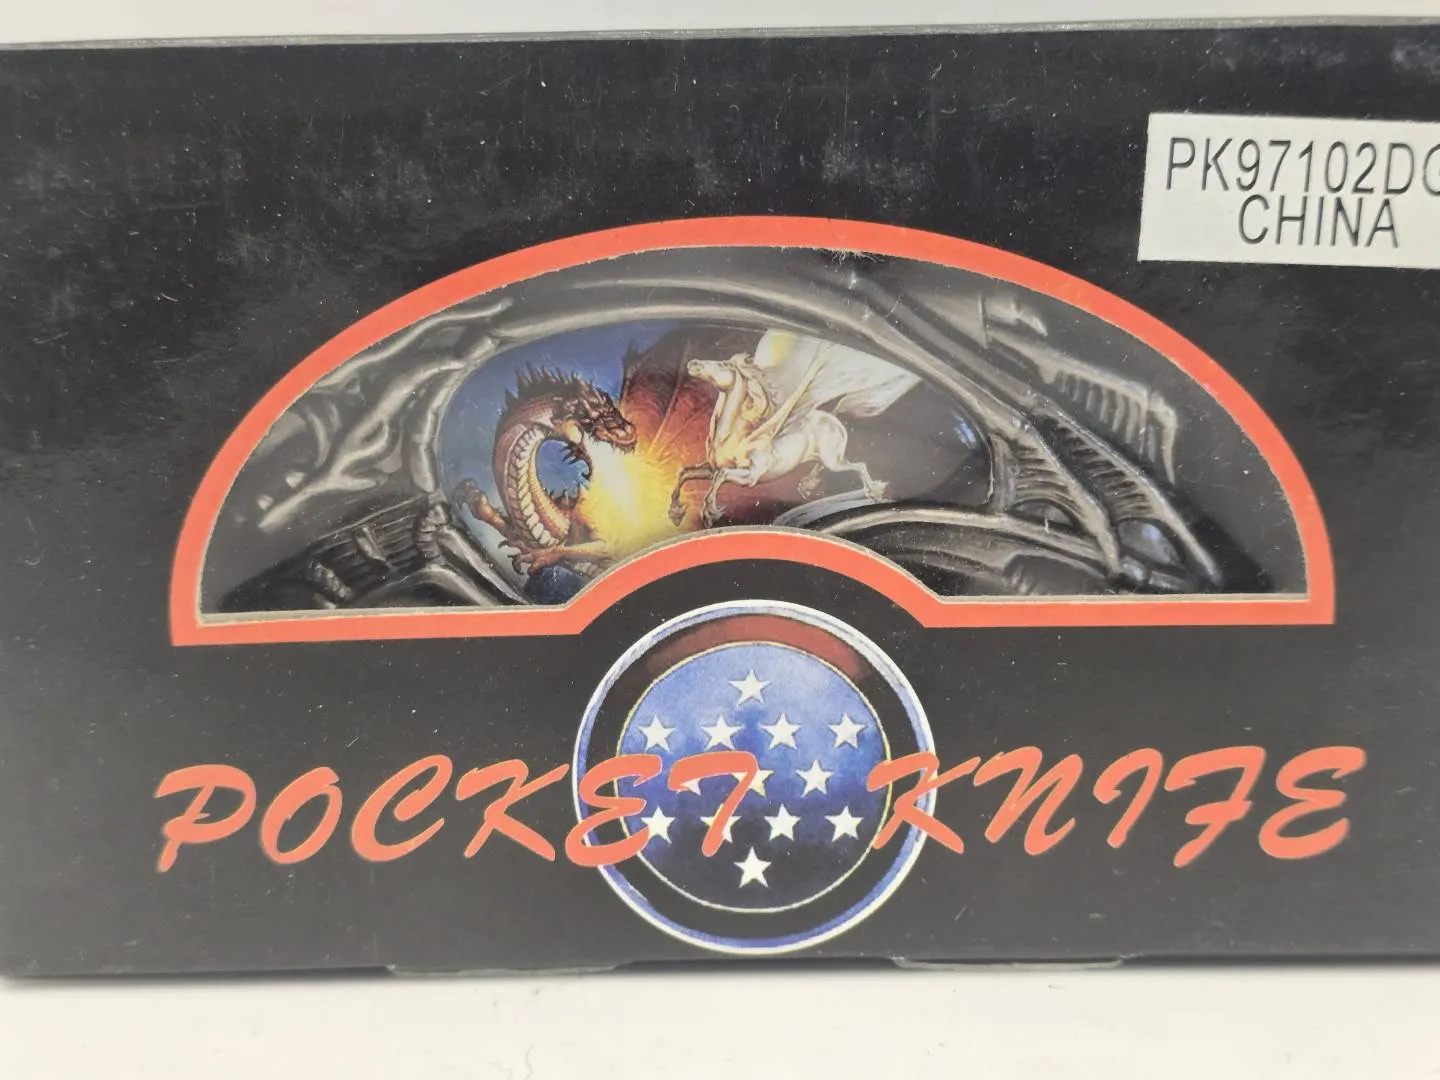 PK97102DG
CHINA
POCKET KNIFE